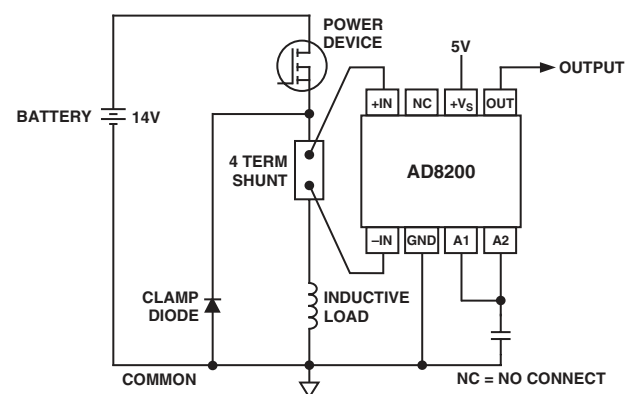 POWER
DEVICE
5V
OUTPUT
+IN
NC
+VS
OUT
BATTERY
14V
4 TERM
SHUNT
AD8200
–IN
GND
A1
A2
CLAMP
DIODE
INDUCTIVE
LOAD
COMMON
NC = NO CONNECT